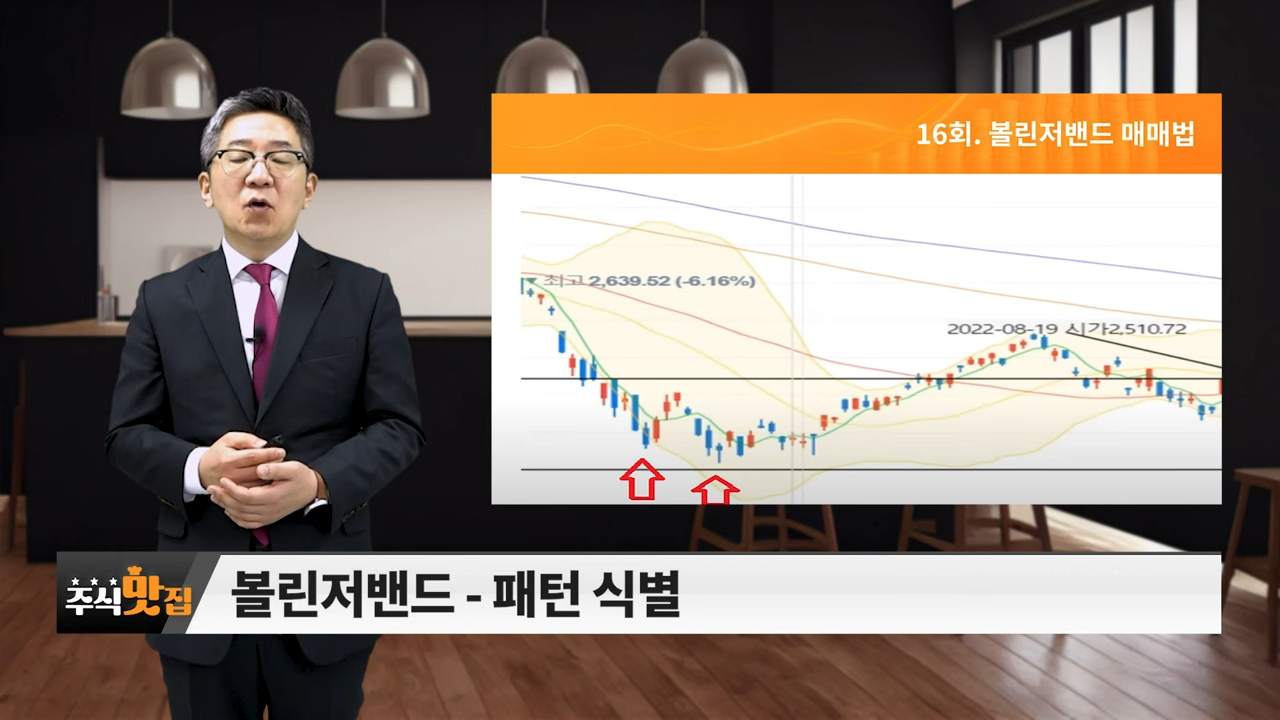 16회. 볼린저밴드 매매법
최고 2,639.52 (-6.16%)
2022-08-19 시가2,510.72
주식맛집
볼린저밴드 - 패턴 식별